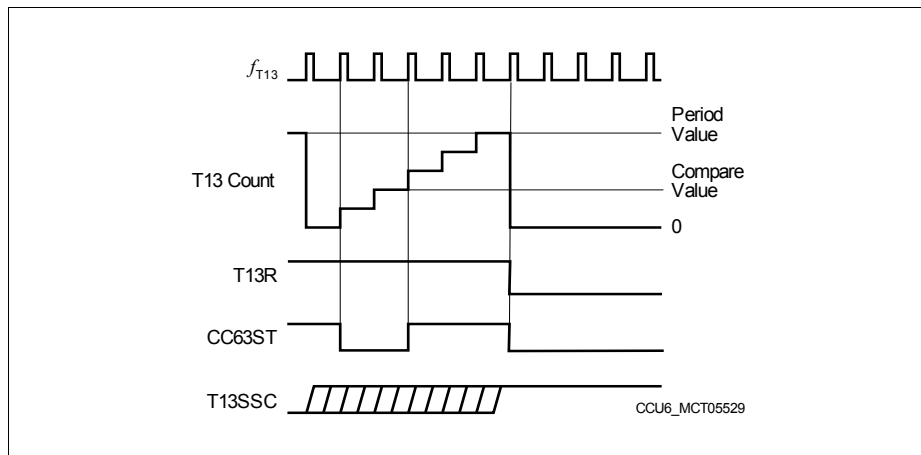 fT13
Period
Value
T13 Count
Compare
Value
0
T13R
CC63ST
T13SSC
CCU6_MCT05529